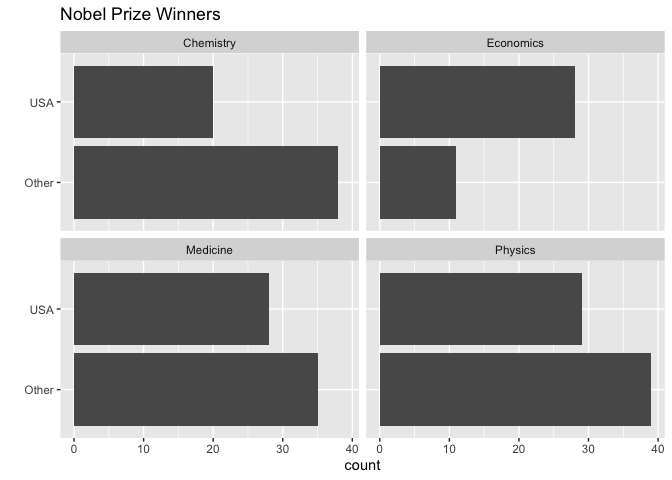 Nobel Prize Winners
Chemistry
Economics
USA
Other
Medicine
Physics
USA
Other
0 10 20 30 40 0 10 20 30 40
count